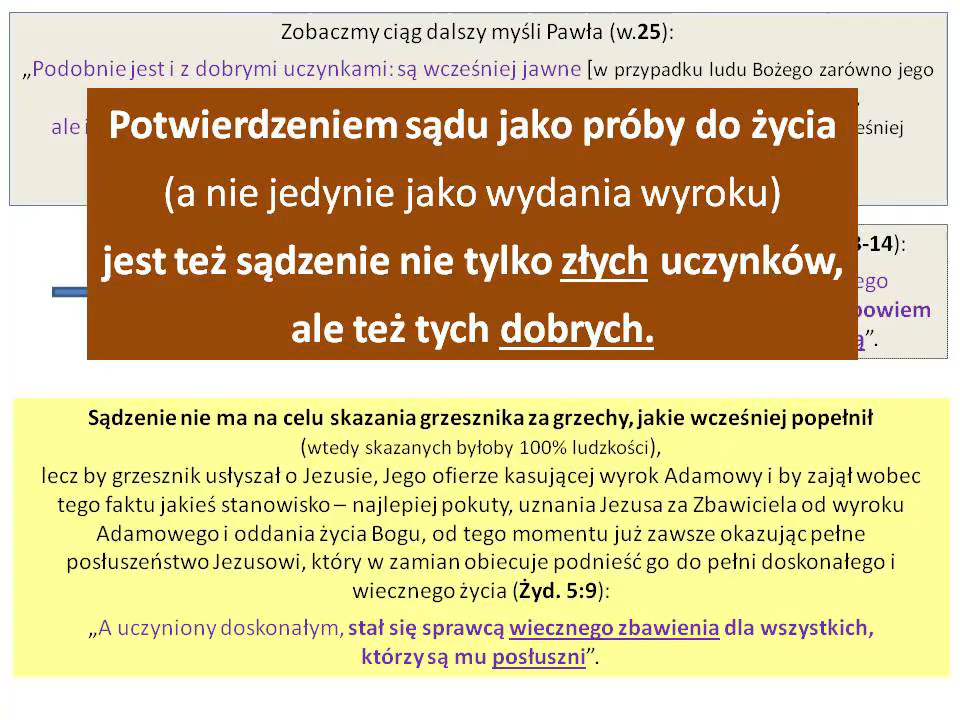 Zobaczmy ciąg dalszy myśli Pawła (w.25):
„Podobnie jest i z dobrymi uczynkami: są wcześniej jawne [w przypadku ludu Bożego zarówno jego
ale
Potwierdzeniem sądu jako próby do życia
(a nie jedynie jako wydania wyroku)
jest też sądzenie nie tylko złych uczynków,
ale też tych dobrych.
-14):
”.
Sądzenie nie ma na celu skazania grzesznika za grzechy, jakie wcześniej popełnił
(wtedy skazanych byłoby 100% ludzkości),
lecz by grzesznik usłyszał o Jezusie, Jego ofierze kasującej wyrok Adamowy i by zajął wobec
tego faktu jakieś stanowisko – najlepiej pokuty, uznania Jezusa za Zbawiciela od wyroku
Adamowego i oddania życia Bogu, od tego momentu już zawsze okazując pełne
posłuszeństwo Jezusowi, który w zamian obiecuje podnieść go do pełni doskonałego i
wiecznego życia (Żyd. 5:9):
„A uczyniony doskonałym, stał się sprawcą wiecznego zbawienia dla wszystkich,
którzy są mu posłuszni”.